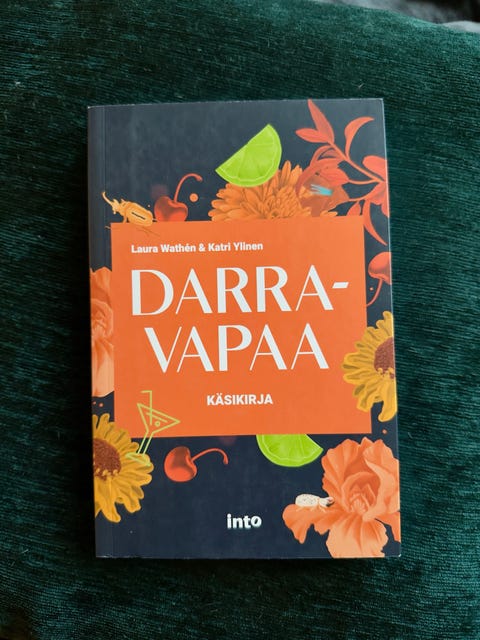 Laura Wathén & Katri Ylinen
DARRA-
VAPAA
KÄSIKIRJA
into